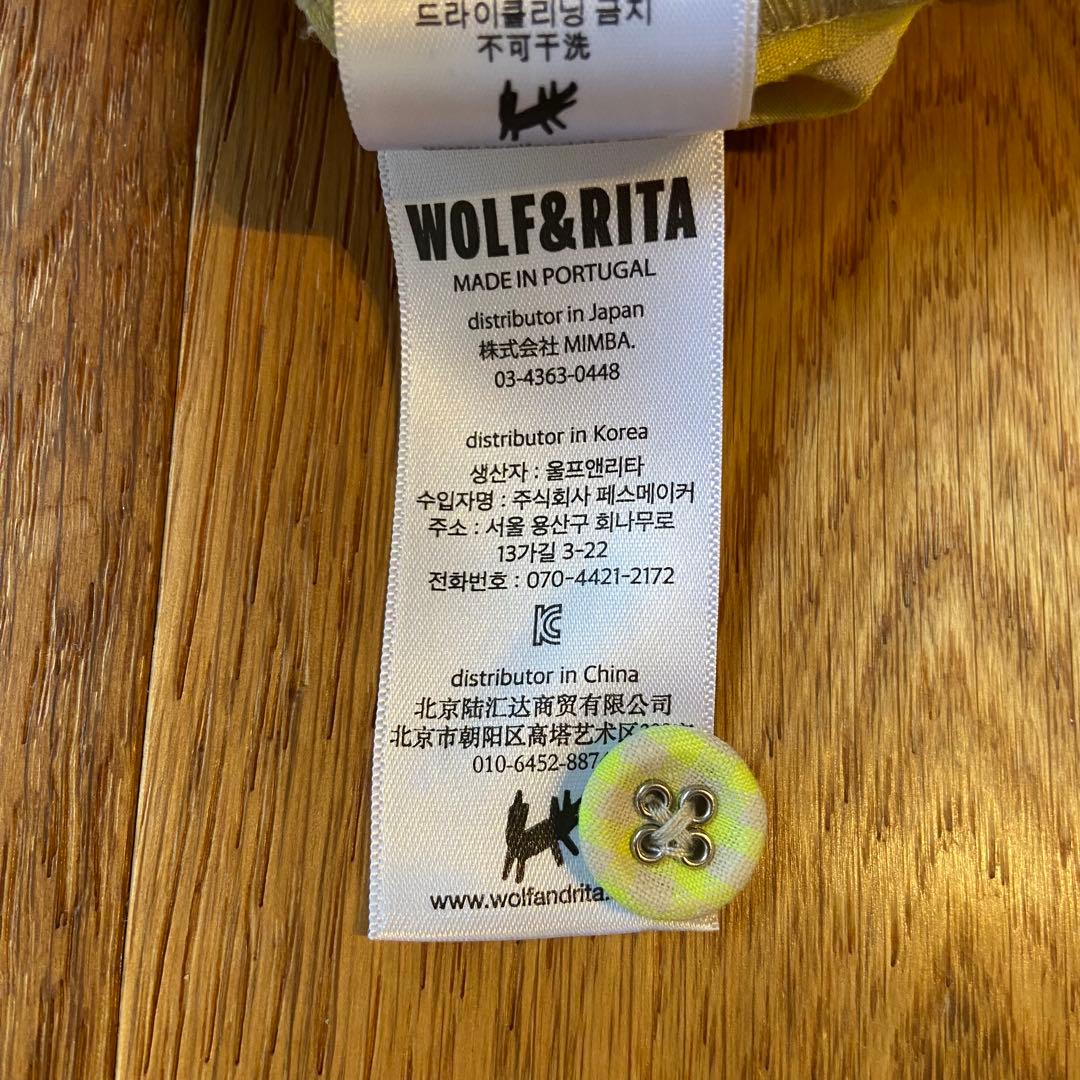 드라이클리닝 금지
不可干洗
WOLF&RITA
MADE IN PORTUGAL
distributor in Japan
株式会社 MIMBA.
03-4363-0448
distributor in Korea
생산자 : 울프앤리타
수입자명 : 주식회사 페스메이커
주소 : 서울 용산구 회나무로
13가길 3-22
전화번호 : 070-4421-2172
distributor in China
北京陆汇达商贸有限公司
北京市朝阳区高塔艺术区
010-6452-887
www.wolfandrita.